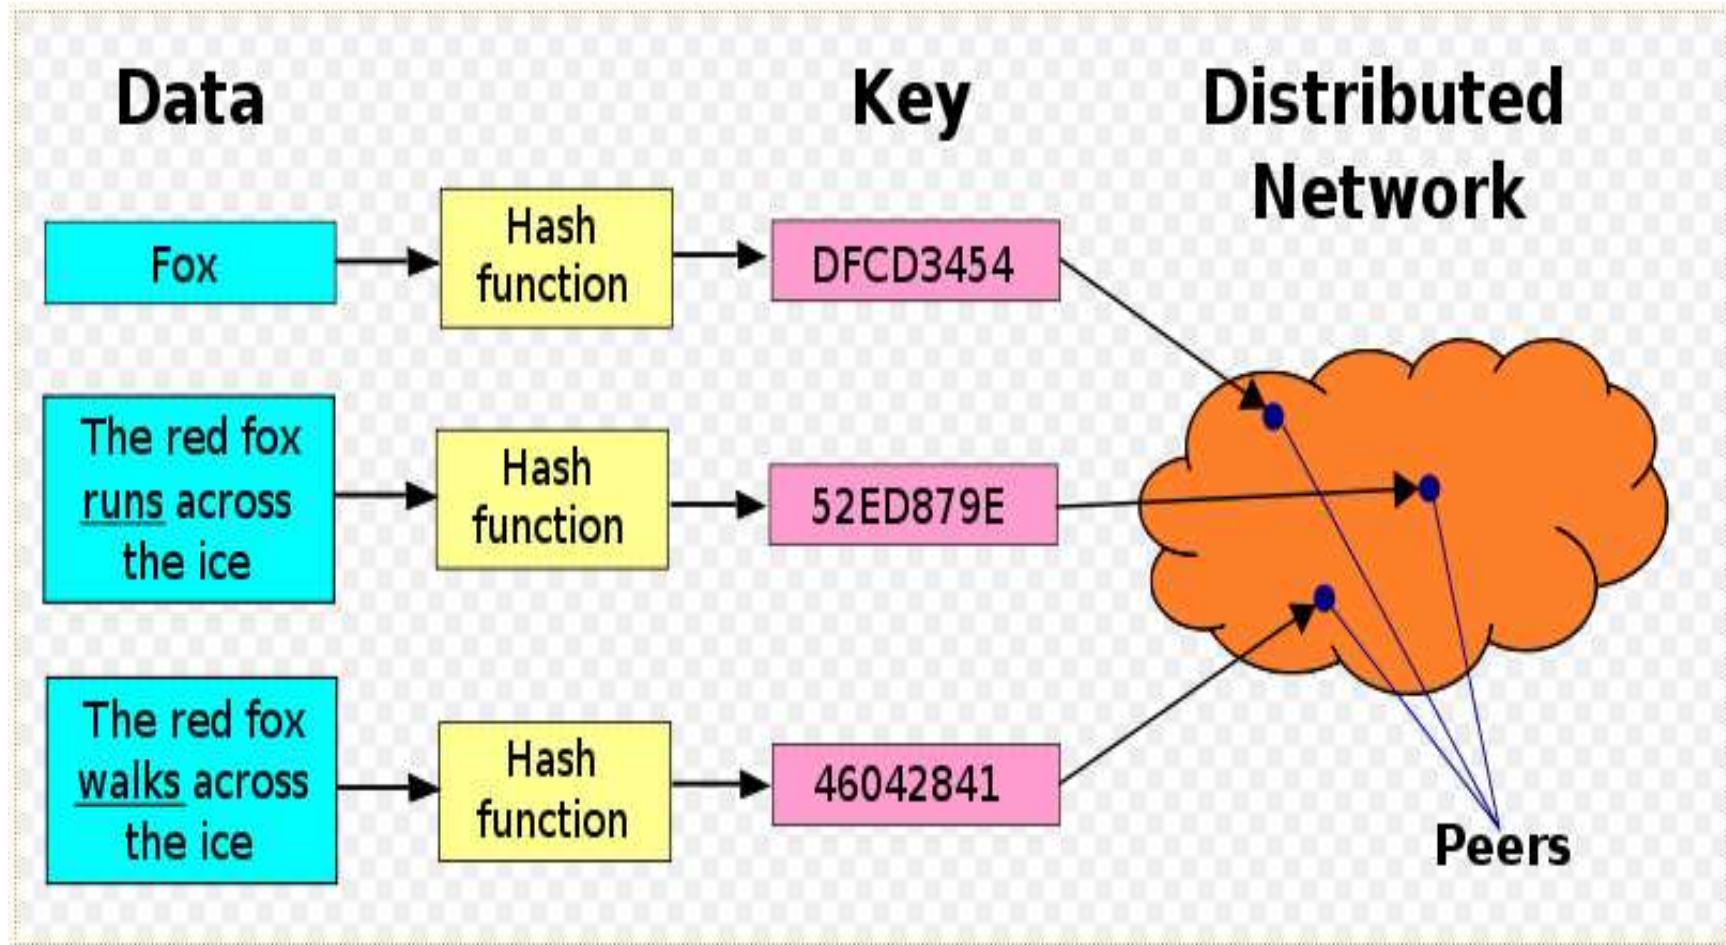 Data
Key
Distributed
Network
Fox
Hash
function
DFCD3454
The red fox
runs across
the ice
Hash
function
52ED879E
The red fox
walks across
the ice
Hash
function
46042841
Peers